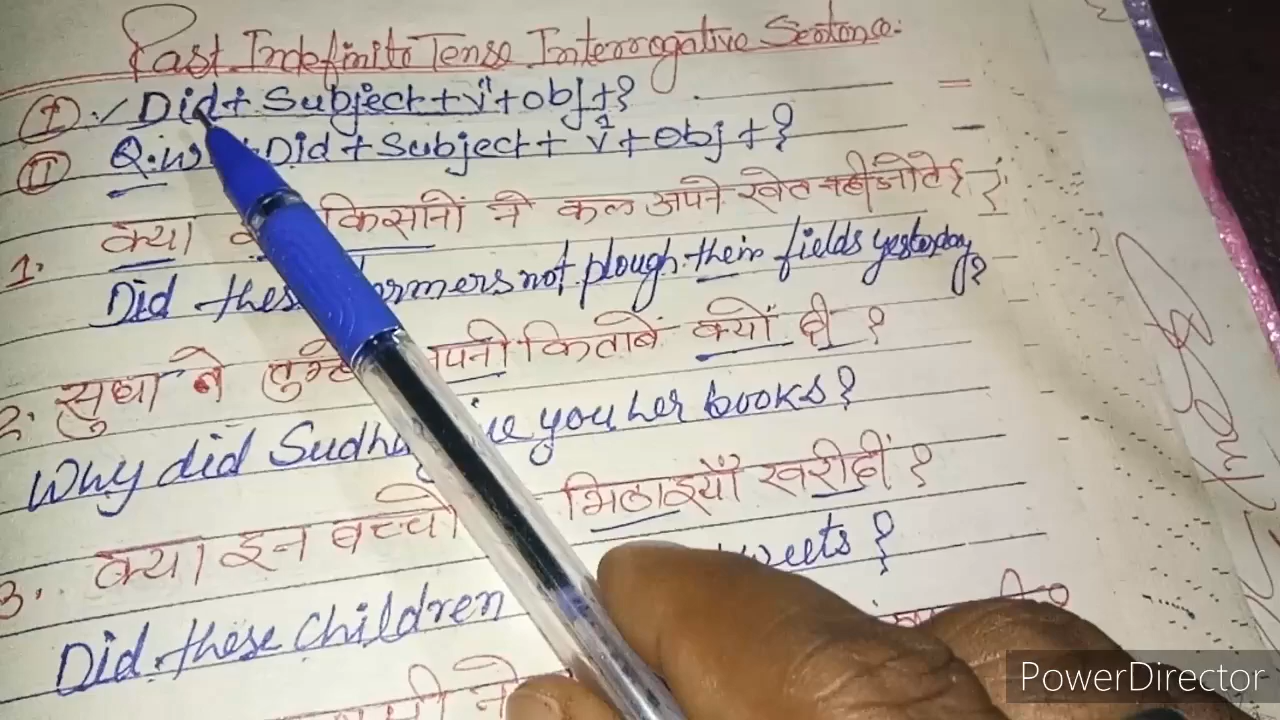 Past Indefinite Tense Interrogative Sentence.
I Did + Subject + V¹ + obj + ?
II Q.w Did + Subject + V¹ + obj + ?
1. क्या किसानों ने कल अपने खेत नहीं जोते ?
Did these farmers not plough their fields yesterday?
2. सुधा ने तुम्हें अपनी किताबें क्यों दी ?
Why did Sudha give you her books?
3. क्या इन बच्चों मिठाइयाँ खरीदीं ?
Did these children sweets ?
PowerDirector